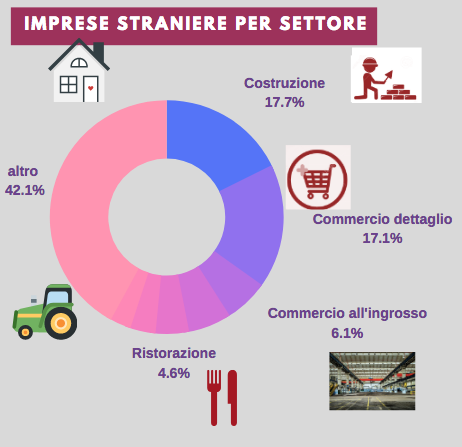 IMPRESE STRANIERE PER SETTORE
Costruzione
17.7%
altro
42.1%
Commercio dettaglio
17.1%
Commercio all'ingrosso
6.1%
Ristorazione
4.6%